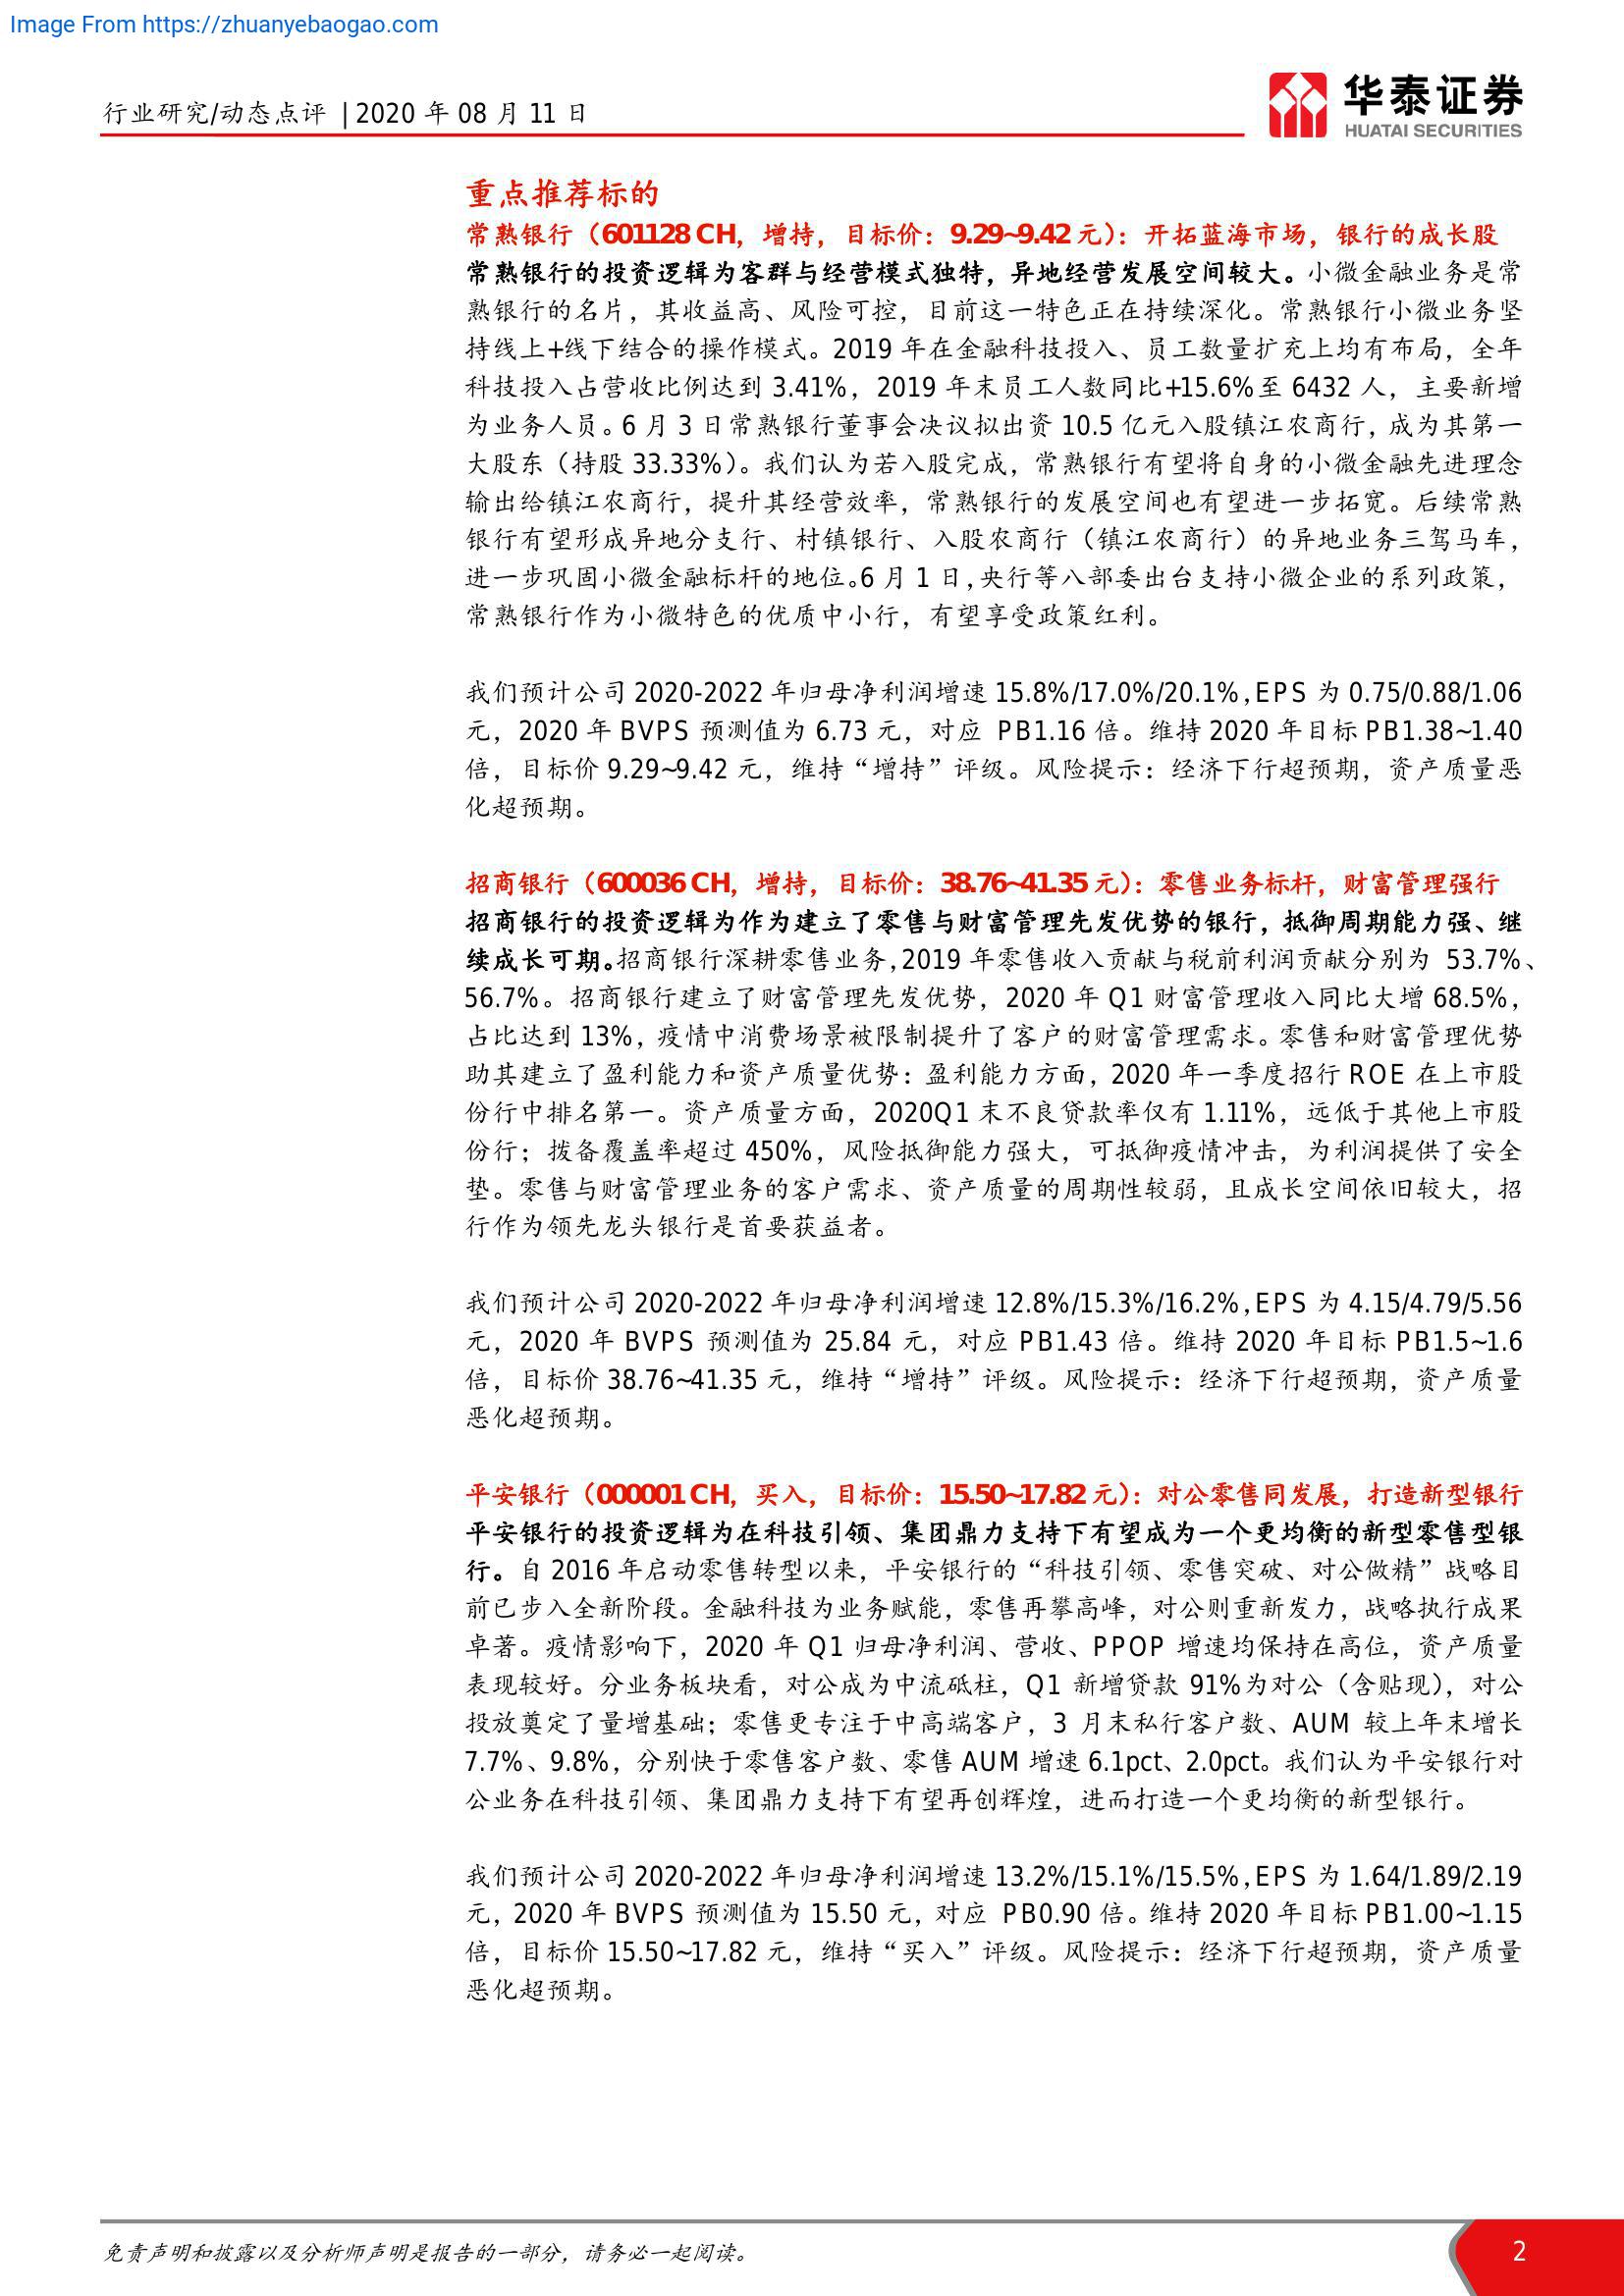 Image From https://zhuanyebaogao.com
行业研究/动态点评 | 2020 年 08 月 11 日
华泰证券
HUATAI SECURITIES
重点推荐标的
常熟银行（601128 CH，增持，目标价：9.29~9.42 元）：开拓蓝海市场，银行的成长股
常熟银行的投资逻辑为客群与经营模式独特，异地经营发展空间较大。小微金融业务是常
熟银行的名片，其收益高、风险可控，目前这一特色正在持续深化。常熟银行小微业务坚
持线上+线下结合的操作模式。2019 年在金融科技投入、员工数量扩充上均有布局，全年
科技投入占营收比例达到 3.41%，2019 年末员工人数同比+15.6%至 6432 人，主要新增
为业务人员。6 月 3 日常熟银行董事会决议拟出资 10.5 亿元入股镇江农商行，成为其第一
大股东（持股 33.33%）。我们认为若入股完成，常熟银行有望将自身的小微金融先进理念
输出给镇江农商行，提升其经营效率，常熟银行的发展空间也有望进一步拓宽。后续常熟
银行有望形成异地分支行、村镇银行、入股农商行（镇江农商行）的异地业务三驾马车，
进一步巩固小微金融标杆的地位。6 月 1 日，央行等八部委出台支持小微企业的系列政策，
常熟银行作为小微特色的优质中小行，有望享受政策红利。
我们预计公司 2020-2022 年归母净利润增速 15.8%/17.0%/20.1%，EPS 为 0.75/0.88/1.06
元，2020 年 BVPS 预测值为 6.73 元，对应 PB1.16 倍。维持 2020 年目标 PB1.38~1.40
倍，目标价 9.29~9.42 元，维持“增持”评级。风险提示：经济下行超预期，资产质量恶
化超预期。
招商银行（600036 CH，增持，目标价：38.76~41.35 元）：零售业务标杆，财富管理强行
招商银行的投资逻辑为作为建立了零售与财富管理先发优势的银行，抵御周期能力强、继
续成长可期。招商银行深耕零售业务，2019 年零售收入贡献与税前利润贡献分别为 53.7%、
56.7%。招商银行建立了财富管理先发优势，2020 年 Q1 财富管理收入同比大增 68.5%，
占比达到 13%，疫情中消费场景被限制提升了客户的财富管理需求。零售和财富管理优势
助其建立了盈利能力和资产质量优势：盈利能力方面，2020 年一季度招行 ROE 在上市股
份行中排名第一。资产质量方面，2020Q1 末不良贷款率仅有 1.11%，远低于其他上市股
份行；拨备覆盖率超过 450%，风险抵御能力强大，可抵御疫情冲击，为利润提供了安全
垫。零售与财富管理业务的客户需求、资产质量的周期性较弱，且成长空间依旧较大，招
行作为领先龙头银行是首要获益者。
我们预计公司 2020-2022 年归母净利润增速 12.8%/15.3%/16.2%，EPS 为 4.15/4.79/5.56
元，2020 年 BVPS 预测值为 25.84 元，对应 PB1.43 倍。维持 2020 年目标 PB1.5~1.6
倍，目标价 38.76~41.35 元，维持“增持”评级。风险提示：经济下行超预期，资产质量
恶化超预期。
平安银行（000001 CH，买入，目标价：15.50~17.82 元）：对公零售同发展，打造新型银行
平安银行的投资逻辑为在科技引领、集团鼎力支持下有望成为一个更均衡的新型零售型银
行。自 2016 年启动零售转型以来，平安银行的“科技引领、零售突破、对公做精”战略目
前已步入全新阶段。金融科技为业务赋能，零售再攀高峰，对公则重新发力，战略执行成果
卓著。疫情影响下，2020 年 Q1 归母净利润、营收、PPOP 增速均保持在高位，资产质量
表现较好。分业务板块看，对公成为中流砥柱，Q1 新增贷款 91%为对公（含贴现），对公
投放奠定了量增基础；零售更专注于中高端客户，3 月末私行客户数、AUM 较上年末增长
7.7%、9.8%，分别快于零售客户数、零售 AUM 增速 6.1pct、2.0pct。我们认为平安银行对
公业务在科技引领、集团鼎力支持下有望再创辉煌，进而打造一个更均衡的新型银行。
我们预计公司 2020-2022 年归母净利润增速 13.2%/15.1%/15.5%，EPS 为 1.64/1.89/2.19
元，2020 年 BVPS 预测值为 15.50 元，对应 PB0.90 倍。维持 2020 年目标 PB1.00~1.15
倍，目标价 15.50~17.82 元，维持“买入”评级。风险提示：经济下行超预期，资产质量
恶化超预期。
免责声明和披露以及分析师声明是报告的一部分，请务必一起阅读。
2